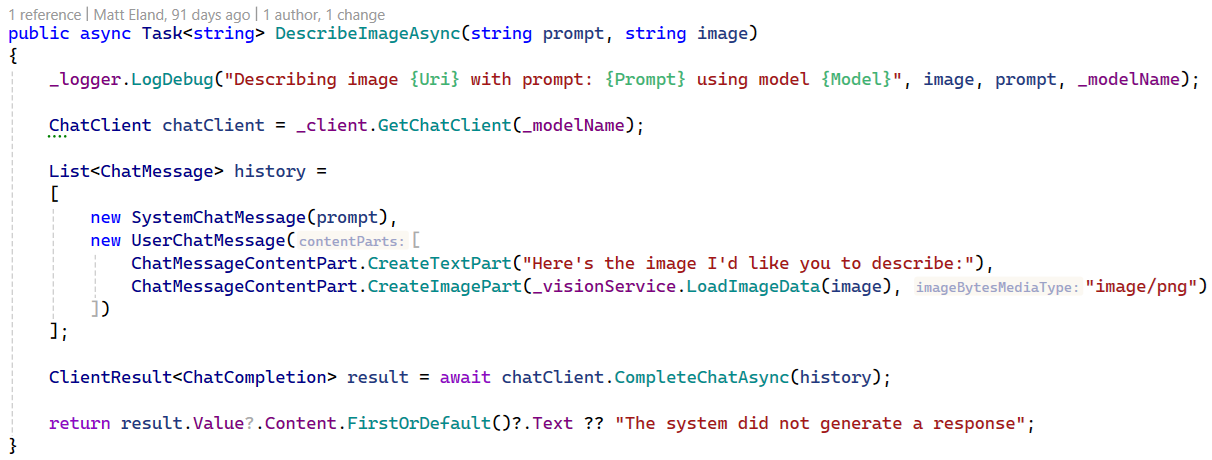 1 reference | Matt Eland, 91 days ago | 1 author, 1 change
public async Task<string> DescribeImageAsync(string prompt, string image)
{
    _logger.LogDebug("Describing image {Uri} with prompt: {Prompt} using model {Model}", image, prompt, _modelName);
    ChatClient chatClient = _client.GetChatClient(_modelName);
    List<ChatMessage> history =
    [
        new SystemChatMessage(prompt),
        new UserChatMessage(contentParts: [
            ChatMessageContentPart.CreateTextPart("Here's the image I'd like you to describe:"),
            ChatMessageContentPart.CreateImagePart(_visionService.LoadImageData(image), imageBytesMediaType: "image/png")
        ])
    ];
    ClientResult<ChatCompletion> result = await chatClient.CompleteChatAsync(history);
    return result.Value?.Content.FirstOrDefault()?.Text ?? "The system did not generate a response";
}